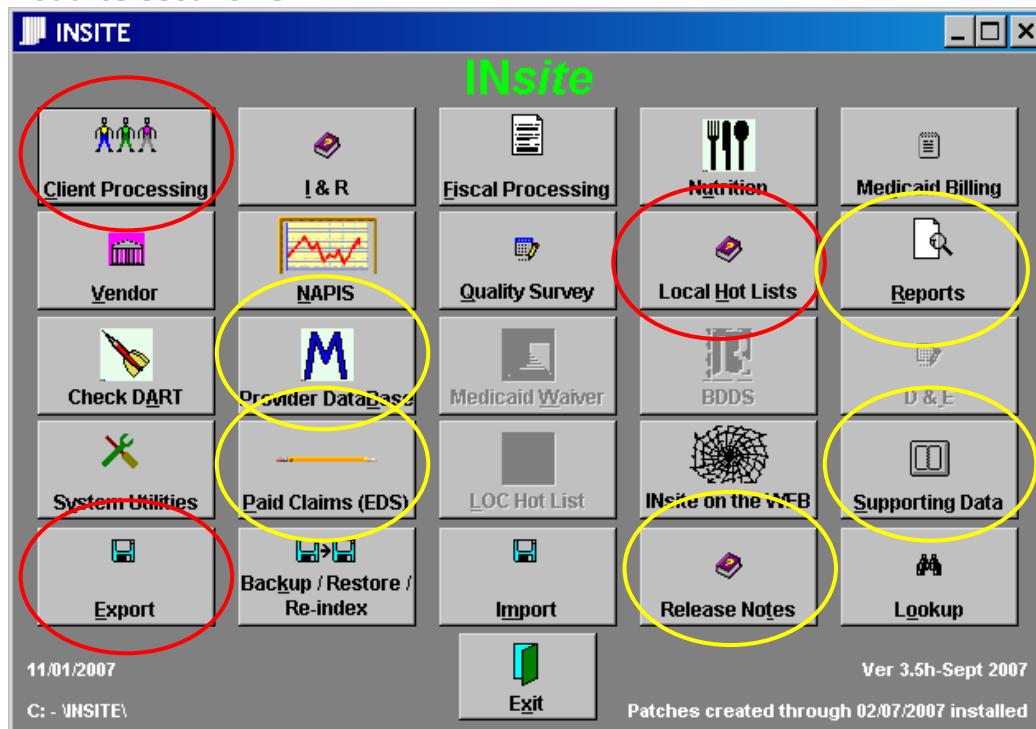 INSITE
INsite
Client Processing
I & R
Fiscal Processing
Nutrition
Medicaid Billing
Vendor
NAPIS
Quality Survey
Local Hot Lists
Reports
Check DART
Provider DataBase
Medicaid Waiver
BDDS
D & E
System Utilities
Paid Claims (EDS)
LOC Hot List
INsite on the WEB
Supporting Data
Export
Backup / Restore /
Re-index
Import
Release Notes
Lookup
11/01/2007
Exit
Ver 3.5h-Sept 2007
C: - \INSITE\
Patches created through 02/07/2007 installed